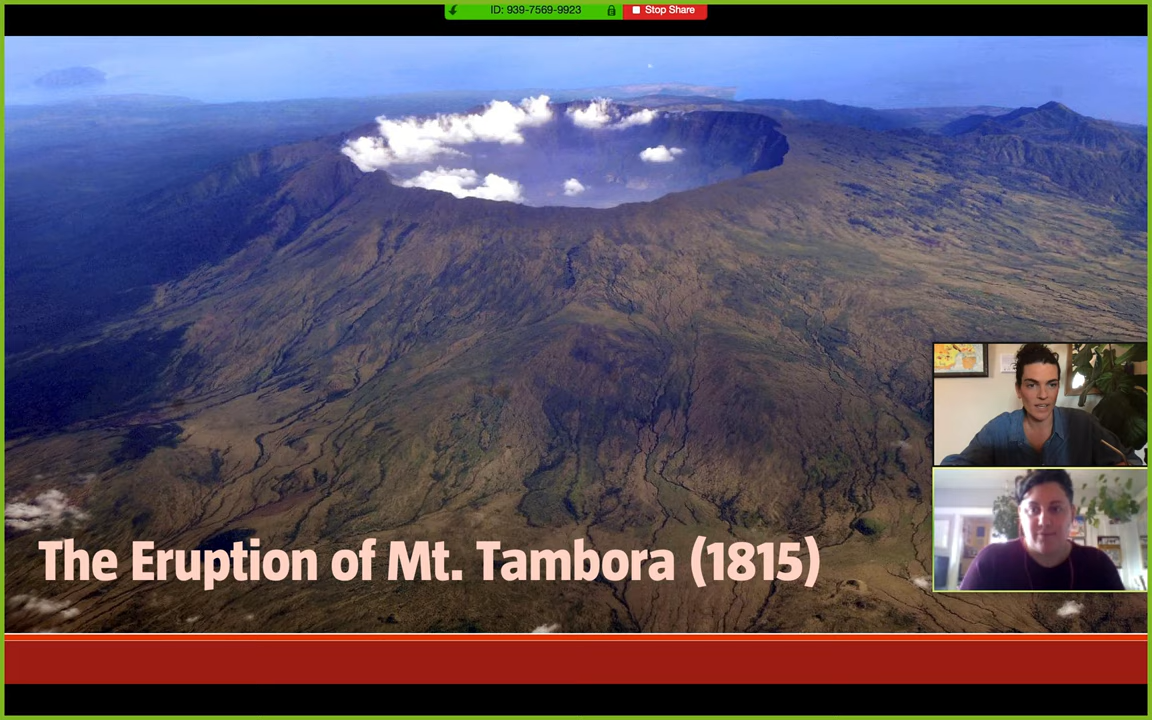 ID: 939-7569-9923
Stop Share
The Eruption of Mt. Tambora (1815)